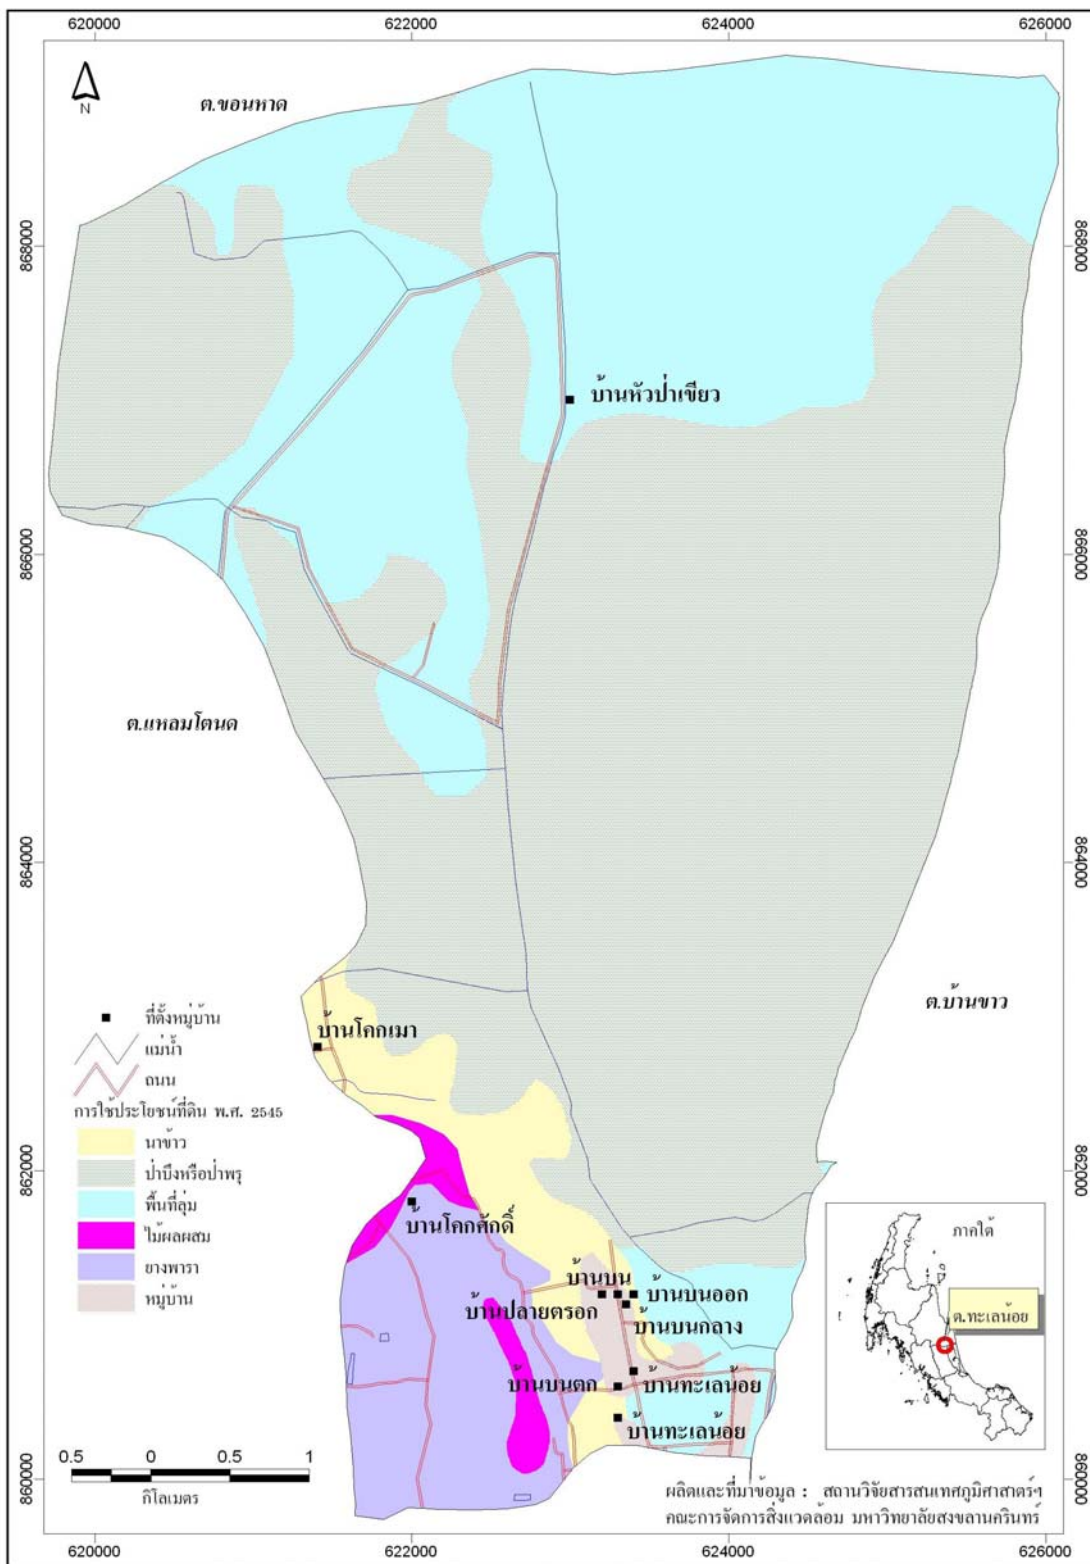 620000
622000
624000
626000
N
ต.ขอนหาด
868000
868000
บ้านหัวป่าเขียว
866000
866000
ต.แหลมโตนด
864000
864000
ต.บ้านขาว
ที่ตั้งหมู่บ้าน
แม่น้ำ
ถนน
การใช้ประโยชน์ที่ดิน พ.ศ. 2545
นาข้าว
ป่าบึงหรือป่าพรุ
พื้นที่ลุ่ม
ไม้ผลผสม
ยางพารา
หมู่บ้าน
บ้านโคกเมา
862000
862000
บ้านโคกศักดิ์
บ้านบน
บ้านบนออก
บ้านปลายตรอก
บ้านบนกลาง
บ้านบนตก
บ้านทะเลน้อย
บ้านทะเลน้อย
ภาคใต้
ต.ทะเลน้อย
0.5 0 0.5 1
กิโลเมตร
860000
860000
ผลิตและที่มาข้อมูล : สถานวิจัยสารสนเทศภูมิศาสตร์ฯ
คณะการจัดการสิ่งแวดล้อม มหาวิทยาลัยสงขลานครินทร์
620000
622000
624000
626000